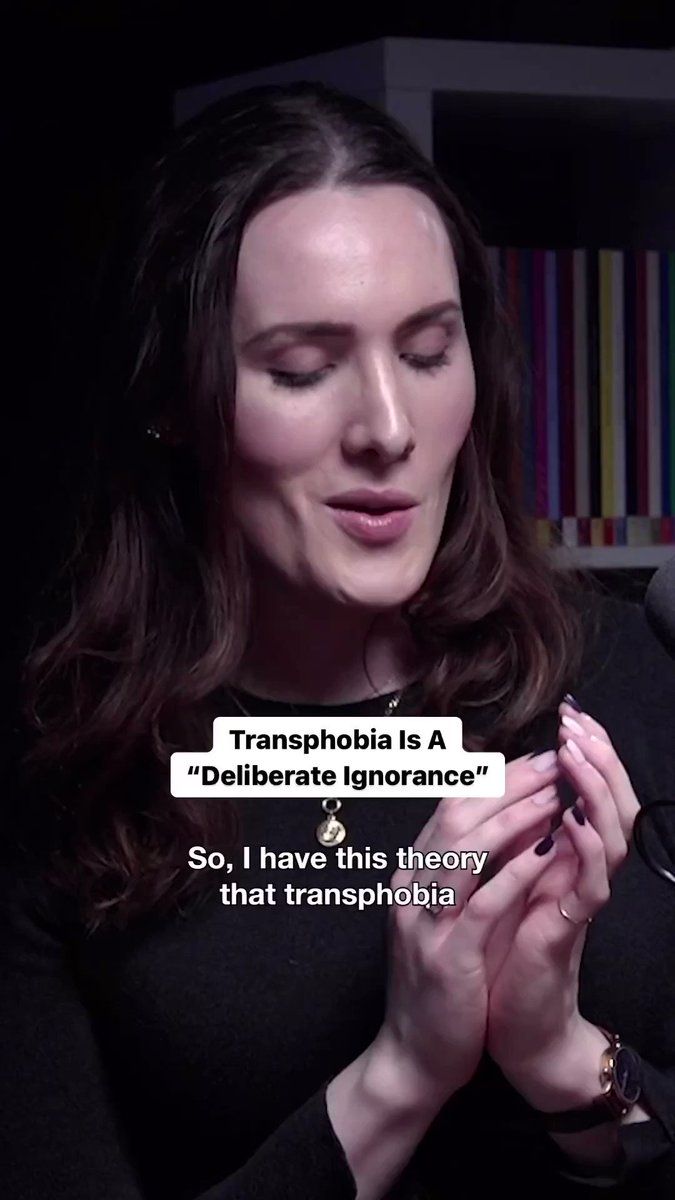 Transphobia Is A
“Deliberate Ignorance”
So, I have this theory
that transphobia